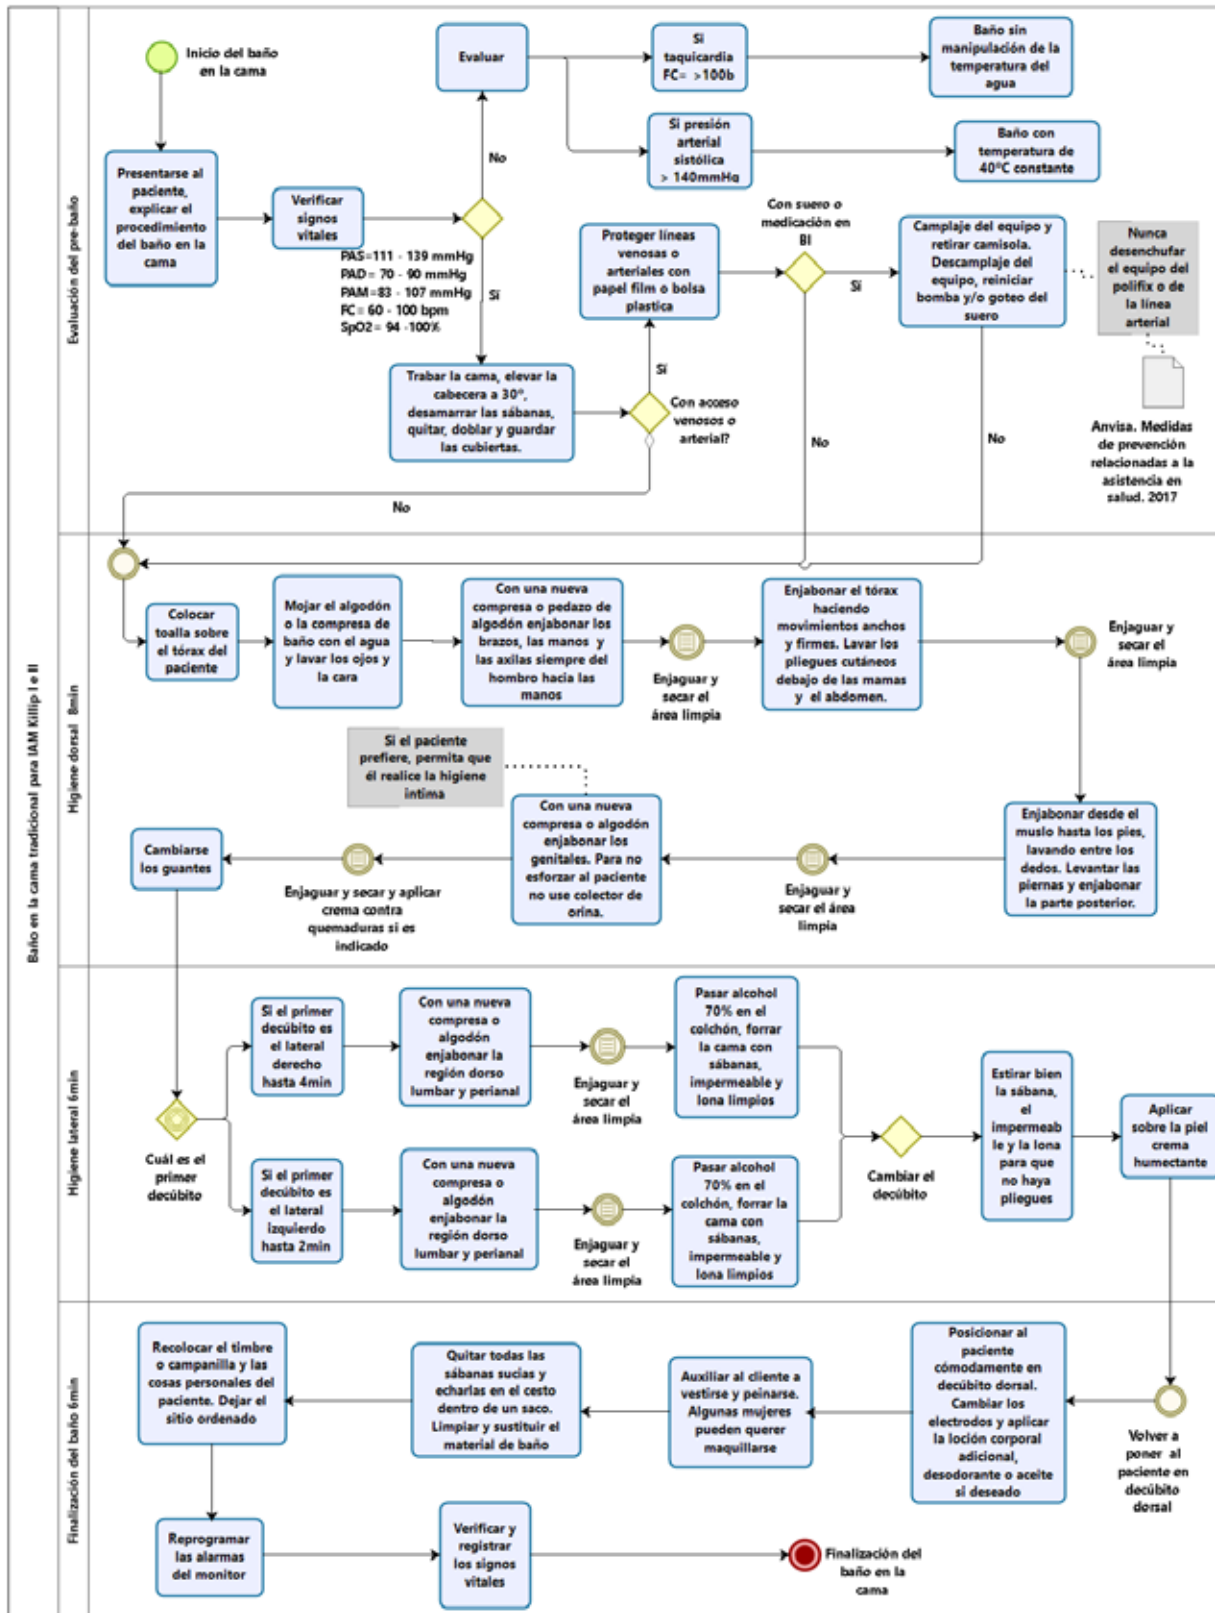 Baño en la cama tradicional para IAM Killip I e II
Evaluación del pre-baño
Inicio del baño
en la cama
Presentarse al
paciente,
explicar el
procedimiento
del baño en la
cama
Verificar
signos
vitales
PAS=111 - 139 mmHg
PAD= 70 - 90 mmHg
PAM=83 - 107 mmHg
FC= 60 - 100 bpm
SpO2= 94 -100%
No
Evaluar
Si
taquicardia
FC= >100b
Baño sin
manipulación de la
temperatura del
agua
Si presión
arterial
sistólica
> 140mmHg
Baño con
temperatura de
40ºC constante
Sí
Trabar la cama, elevar la
cabecera a 30°,
desamarrar las sábanas,
quitar, doblar y guardar
las cubiertas.
Con acceso
venosos o
arterial?
Sí
No
Proteger líneas
venosas o
arteriales con
papel film o bolsa
plastica
Con suero o
medicación en
BI
Sí
No
Camplaje del equipo y
retirar camisola.
Descamplaje del
equipo, reiniciar
bomba y/o goteo del
suero
No
Nunca
desenchufar
el equipo del
polifix o de
la línea
arterial
Anvisa. Medidas
de prevención
relacionadas a la
asistencia en
salud. 2017
Higiene dorsal 8min
Colocar
toalla sobre
el tórax del
paciente
Mojar el algodón
o la compresa de
baño con el agua
y lavar los ojos y
la cara
Con una nueva
compresa o pedazo de
algodón enjabonar los
brazos, las manos y
las axilas siempre del
hombro hacia las
manos
Enjaguar y
secar el
área limpia
Enjabonar el tórax
haciendo
movimientos anchos
y firmes. Lavar los
pliegues cutáneos
debajo de las mamas
y el abdomen.
Enjaguar y
secar el
área limpia
Enjabonar desde el
muslo hasta los pies,
lavando entre los
dedos. Levantar las
piernas y enjabonar
la parte posterior.
Enjaguar y
secar el área
limpia
Si el paciente
prefiere, permita que
él realice la higiene
intima
Con una nueva
compresa o algodón
enjabonar los
genitales. Para no
esforzar al paciente
no use colector de
orina.
Enjaguar y secar y aplicar
crema contra
quemaduras si es
indicado
Cambiarse
los guantes
Higiene lateral 6min
Cuál es el
primer
decúbito
Si el primer
decúbito es
el lateral
derecho
hasta 4min
Con una nueva
compresa o
algodón
enjabonar la
región dorso
lumbar y perianal
Enjaguar y
secar el
área limpia
Pasar alcohol
70% en el
colchón, forrar
la cama con
sábanas,
impermeable y
lona limpios
Si el primer
decúbito es
el lateral
izquierdo
hasta 2min
Con una nueva
compresa o
algodón
enjabonar la
región dorso
lumbar y perianal
Enjaguar y
secar el
área limpia
Pasar alcohol
70% en el
colchón, forrar la
cama con
sábanas,
impermeable y
lona limpios
Cambiar el
decúbito
Estirar bien
la sábana,
el
impermeab
le y la lona
para que
no haya
pliegues
Aplicar
sobre la piel
crema
humectante
Finalización del baño 6min
Volver a
poner al
paciente en
decúbito
dorsal
Posicionar al
paciente
cómodamente en
decúbito dorsal.
Cambiar los
electrodos y aplicar
la loción corporal
adicional,
desodorante o aceite
si deseado
Auxiliar al cliente a
vestirse y peinarse.
Algunas mujeres
pueden querer
maquillarse
Quitar todas las
sábanas sucias y
echarlas en el cesto
dentro de un saco.
Limpiar y sustituir el
material de baño
Recolocar el timbre
o campanilla y las
cosas personales del
paciente. Dejar el
sitio ordenado
Reprogramar
las alarmas
del monitor
Verificar y
registrar
los signos
vitales
Finalización del
baño en la
cama